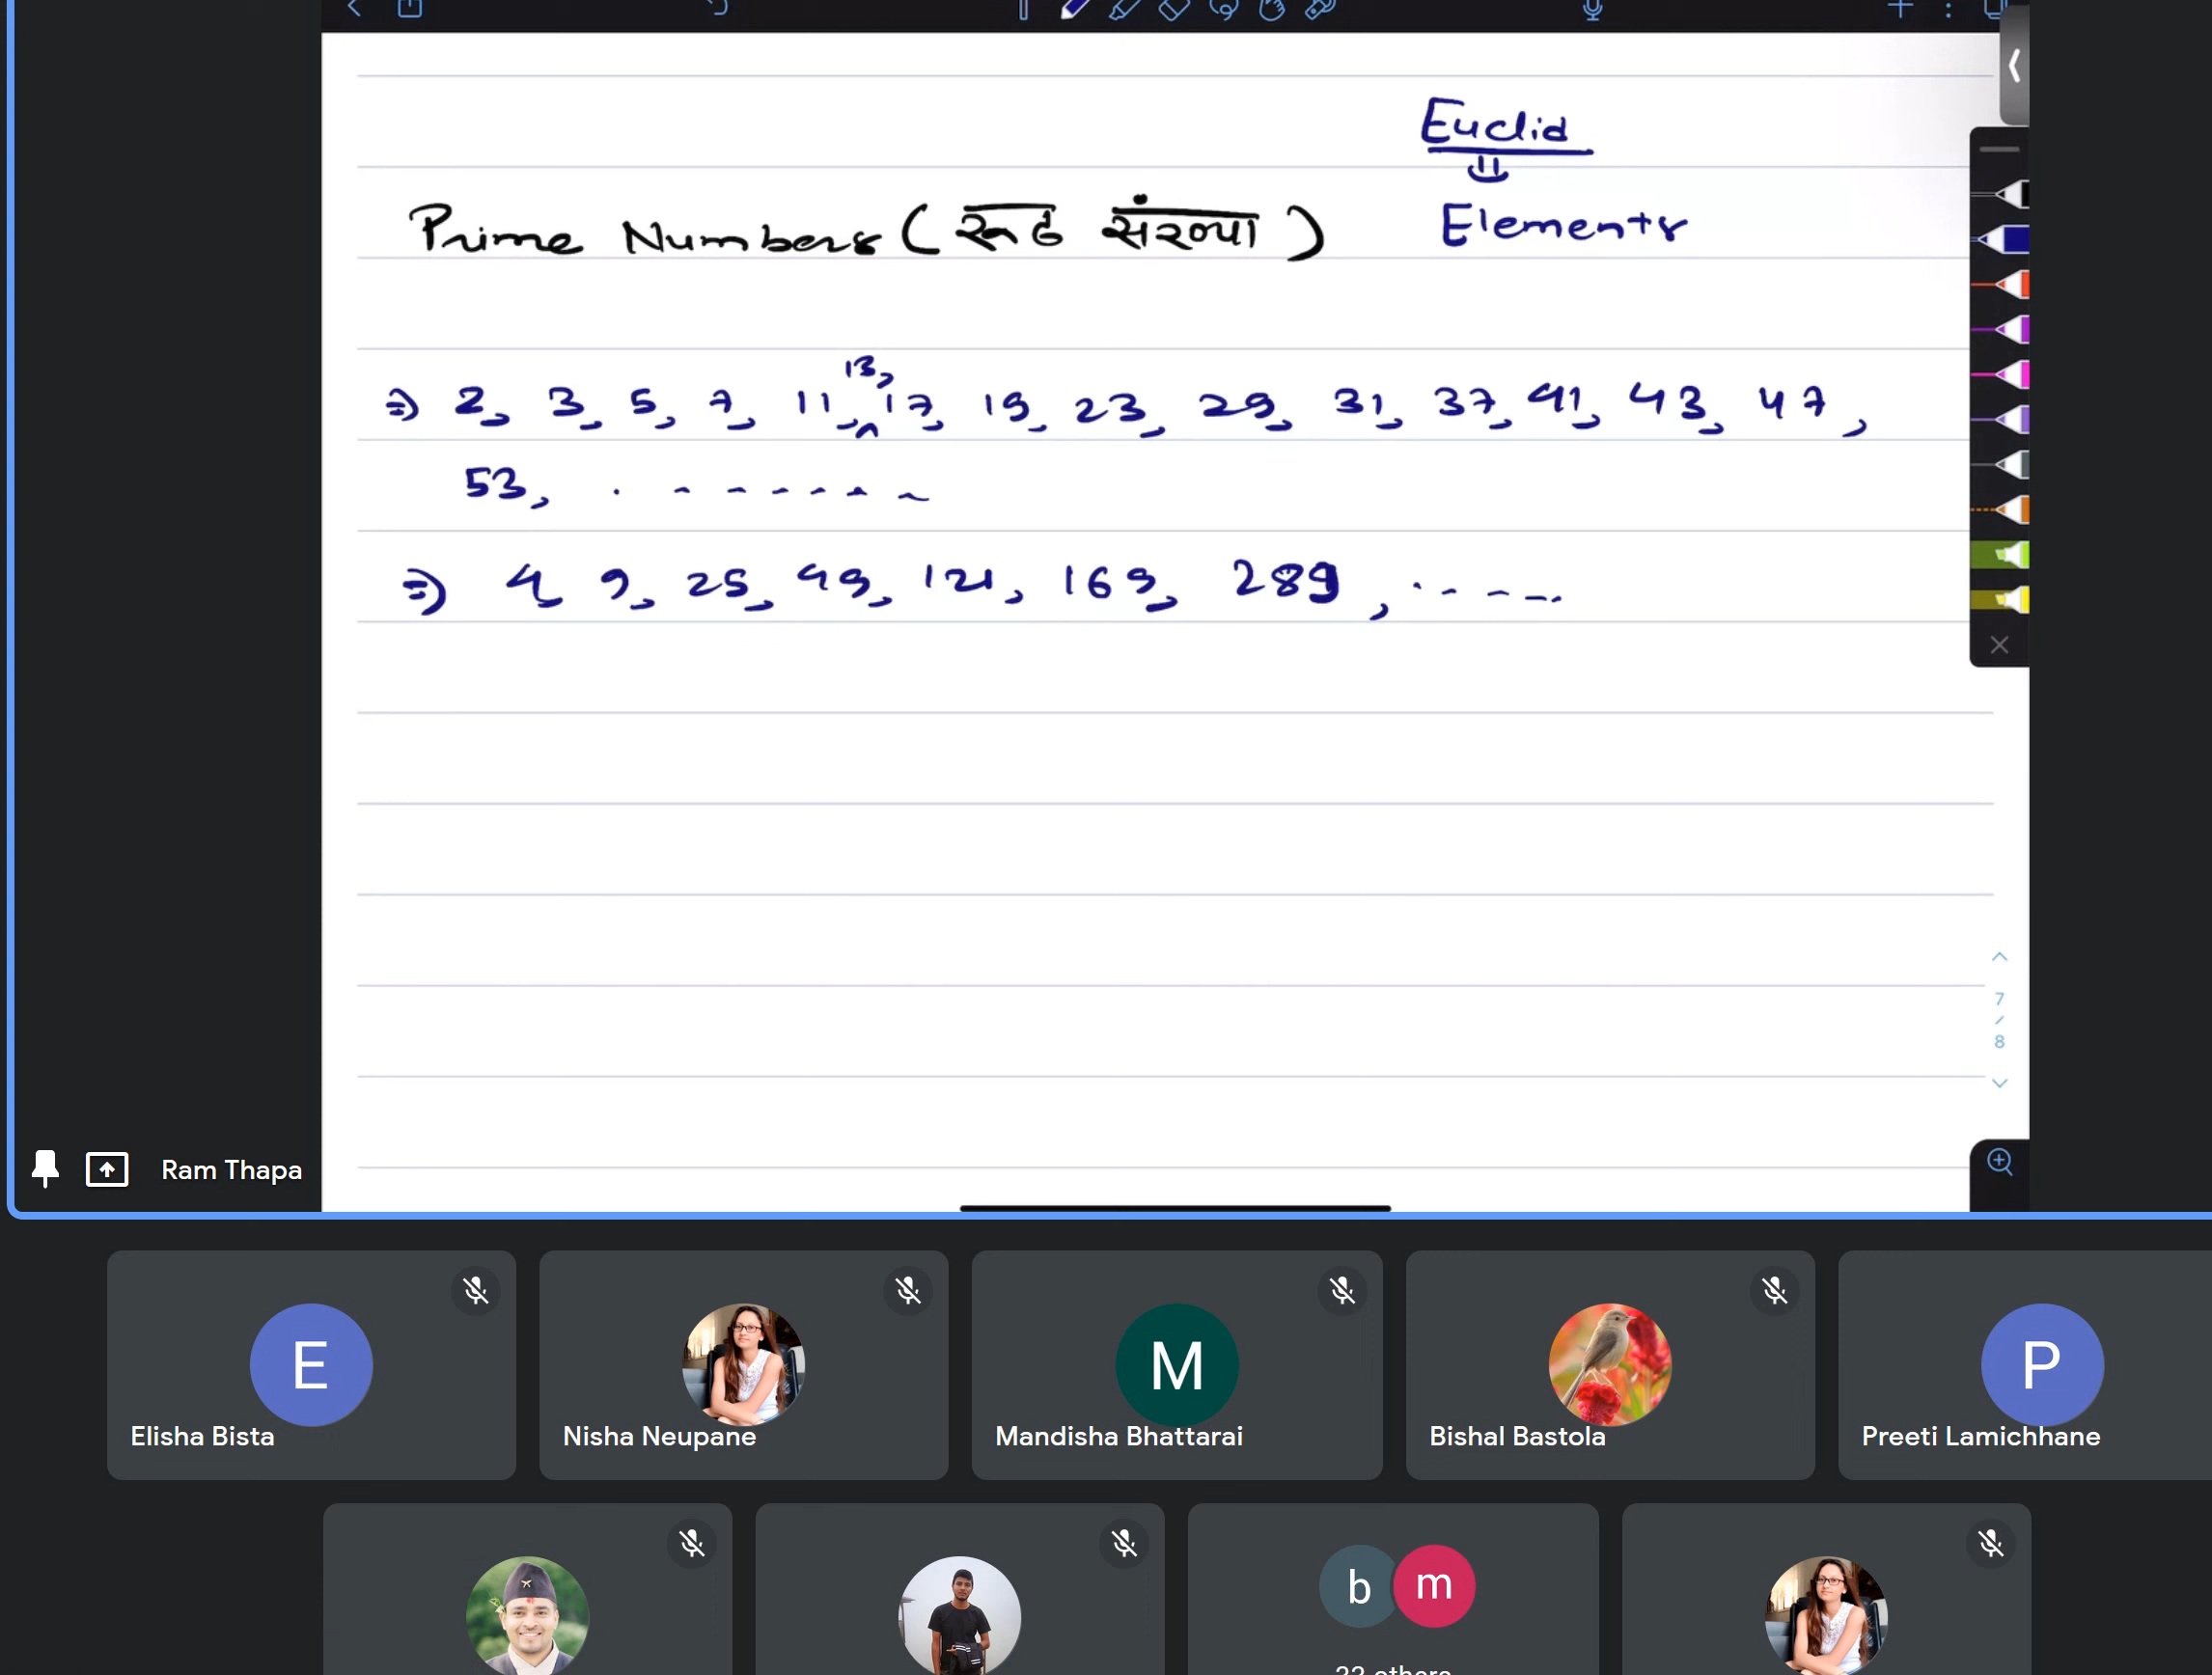 Euclid
Prime Numbers ( रूढ संख्या ) Elements
⇒ 2, 3, 5, 7, 11, 13, 17, 19, 23, 29, 31, 37, 41, 43, 47,
53, . - - - - - - -
⇒ 4, 9, 25, 49, 121, 169, 289, . . - - - .
7
/
8
Ram Thapa
E
M
P
Elisha Bista
Nisha Neupane
Mandisha Bhattarai
Bishal Bastola
Preeti Lamichhane
b m